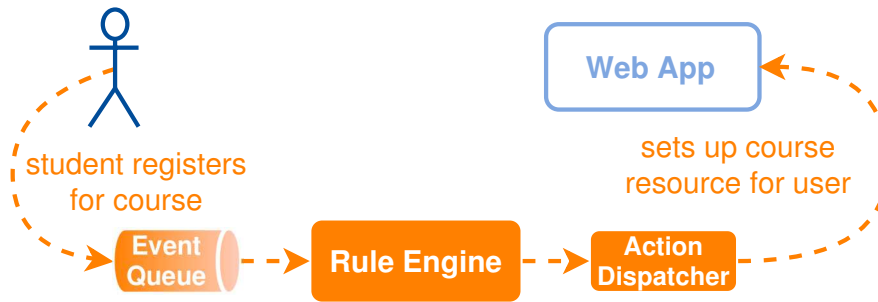 Web App
student registers
for course
sets up course
resource for user
Event
Queue
Rule Engine
Action
Dispatcher